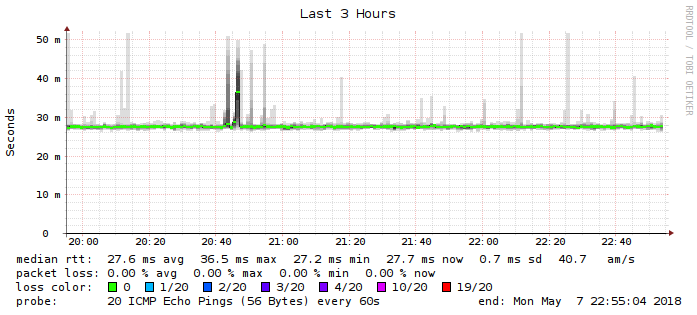 Last 3 Hours
RRDTOOL / TOBI OETIKER
Seconds
50 m
40 m
30 m
20 m
10 m
0
20:00 20:20 20:40 21:00 21:20 21:40 22:00 22:20 22:40
median rtt: 27.6 ms avg 36.5 ms max 27.2 ms min 27.7 ms now 0.7 ms sd 40.7 am/s
packet loss: 0.00 % avg 0.00 % max 0.00 % min 0.00 % now
loss color: 0 1/20 2/20 3/20 4/20 10/20 19/20
probe: 20 ICMP Echo Pings (56 Bytes) every 60s end: Mon May 7 22:55:04 2018